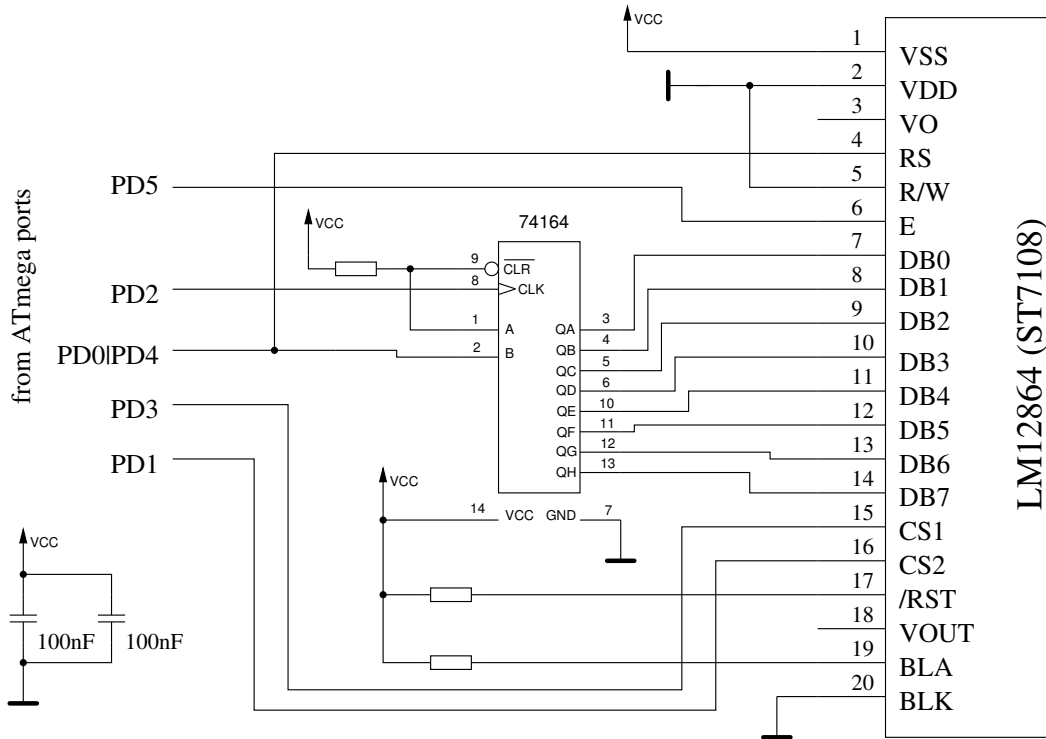 from ATmega ports
PD5
PD2
PD0|PD4
PD3
PD1
VCC
100nF
100nF
VCC
74164
9
CLR
8
CLK
1
A
2
B
QA
3
QB
4
QC
5
QD
6
QE
10
QF
11
QG
12
QH
13
VCC
14
VCC
GND
7
VCC
1
VSS
2
VDD
3
VO
4
RS
5
R/W
6
E
7
DB0
8
DB1
9
DB2
10
DB3
11
DB4
12
DB5
13
DB6
14
DB7
15
CS1
16
CS2
17
/RST
18
VOUT
19
BLA
20
BLK
LM12864 (ST7108)